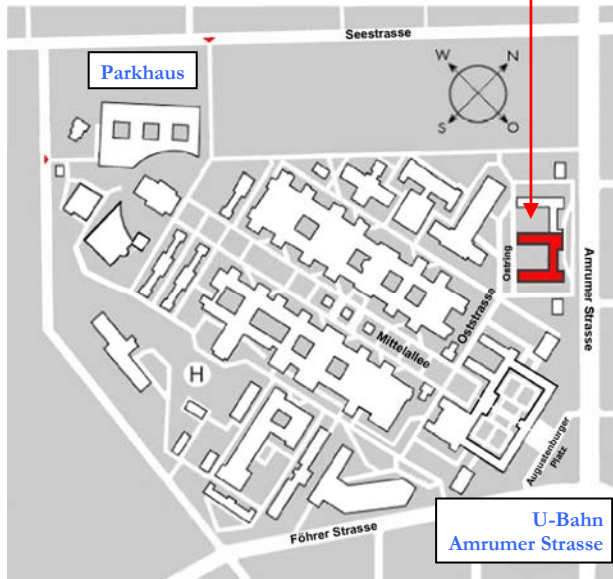 Seestrasse
Parkhaus
W
N
S
O
Ostring
Amrumer Strasse
Oststrasse
Mittelallee
H
Augustenburger
Platz
Föhrer Strasse
U-Bahn
Amrumer Strasse